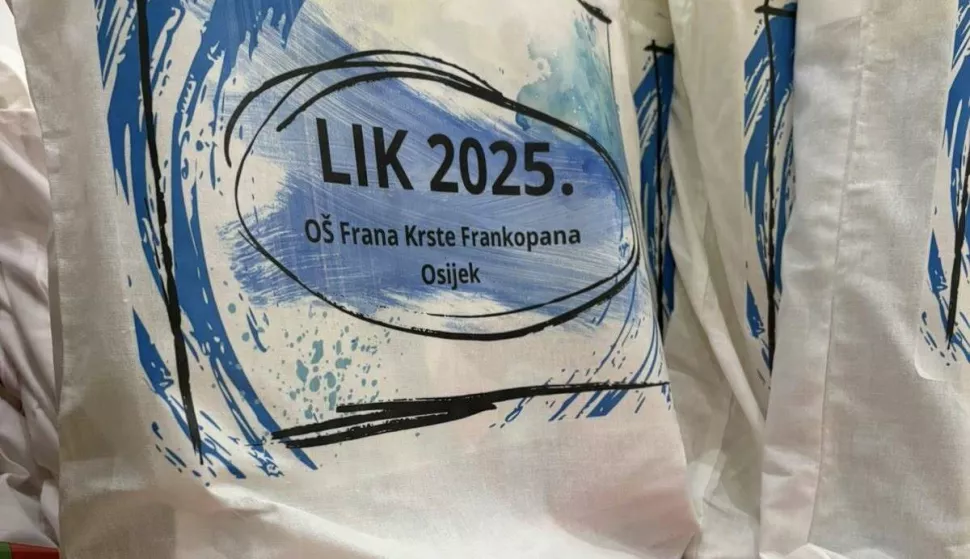 LIK 2025.
OŠ Frana Krste Frankopana
Osijek